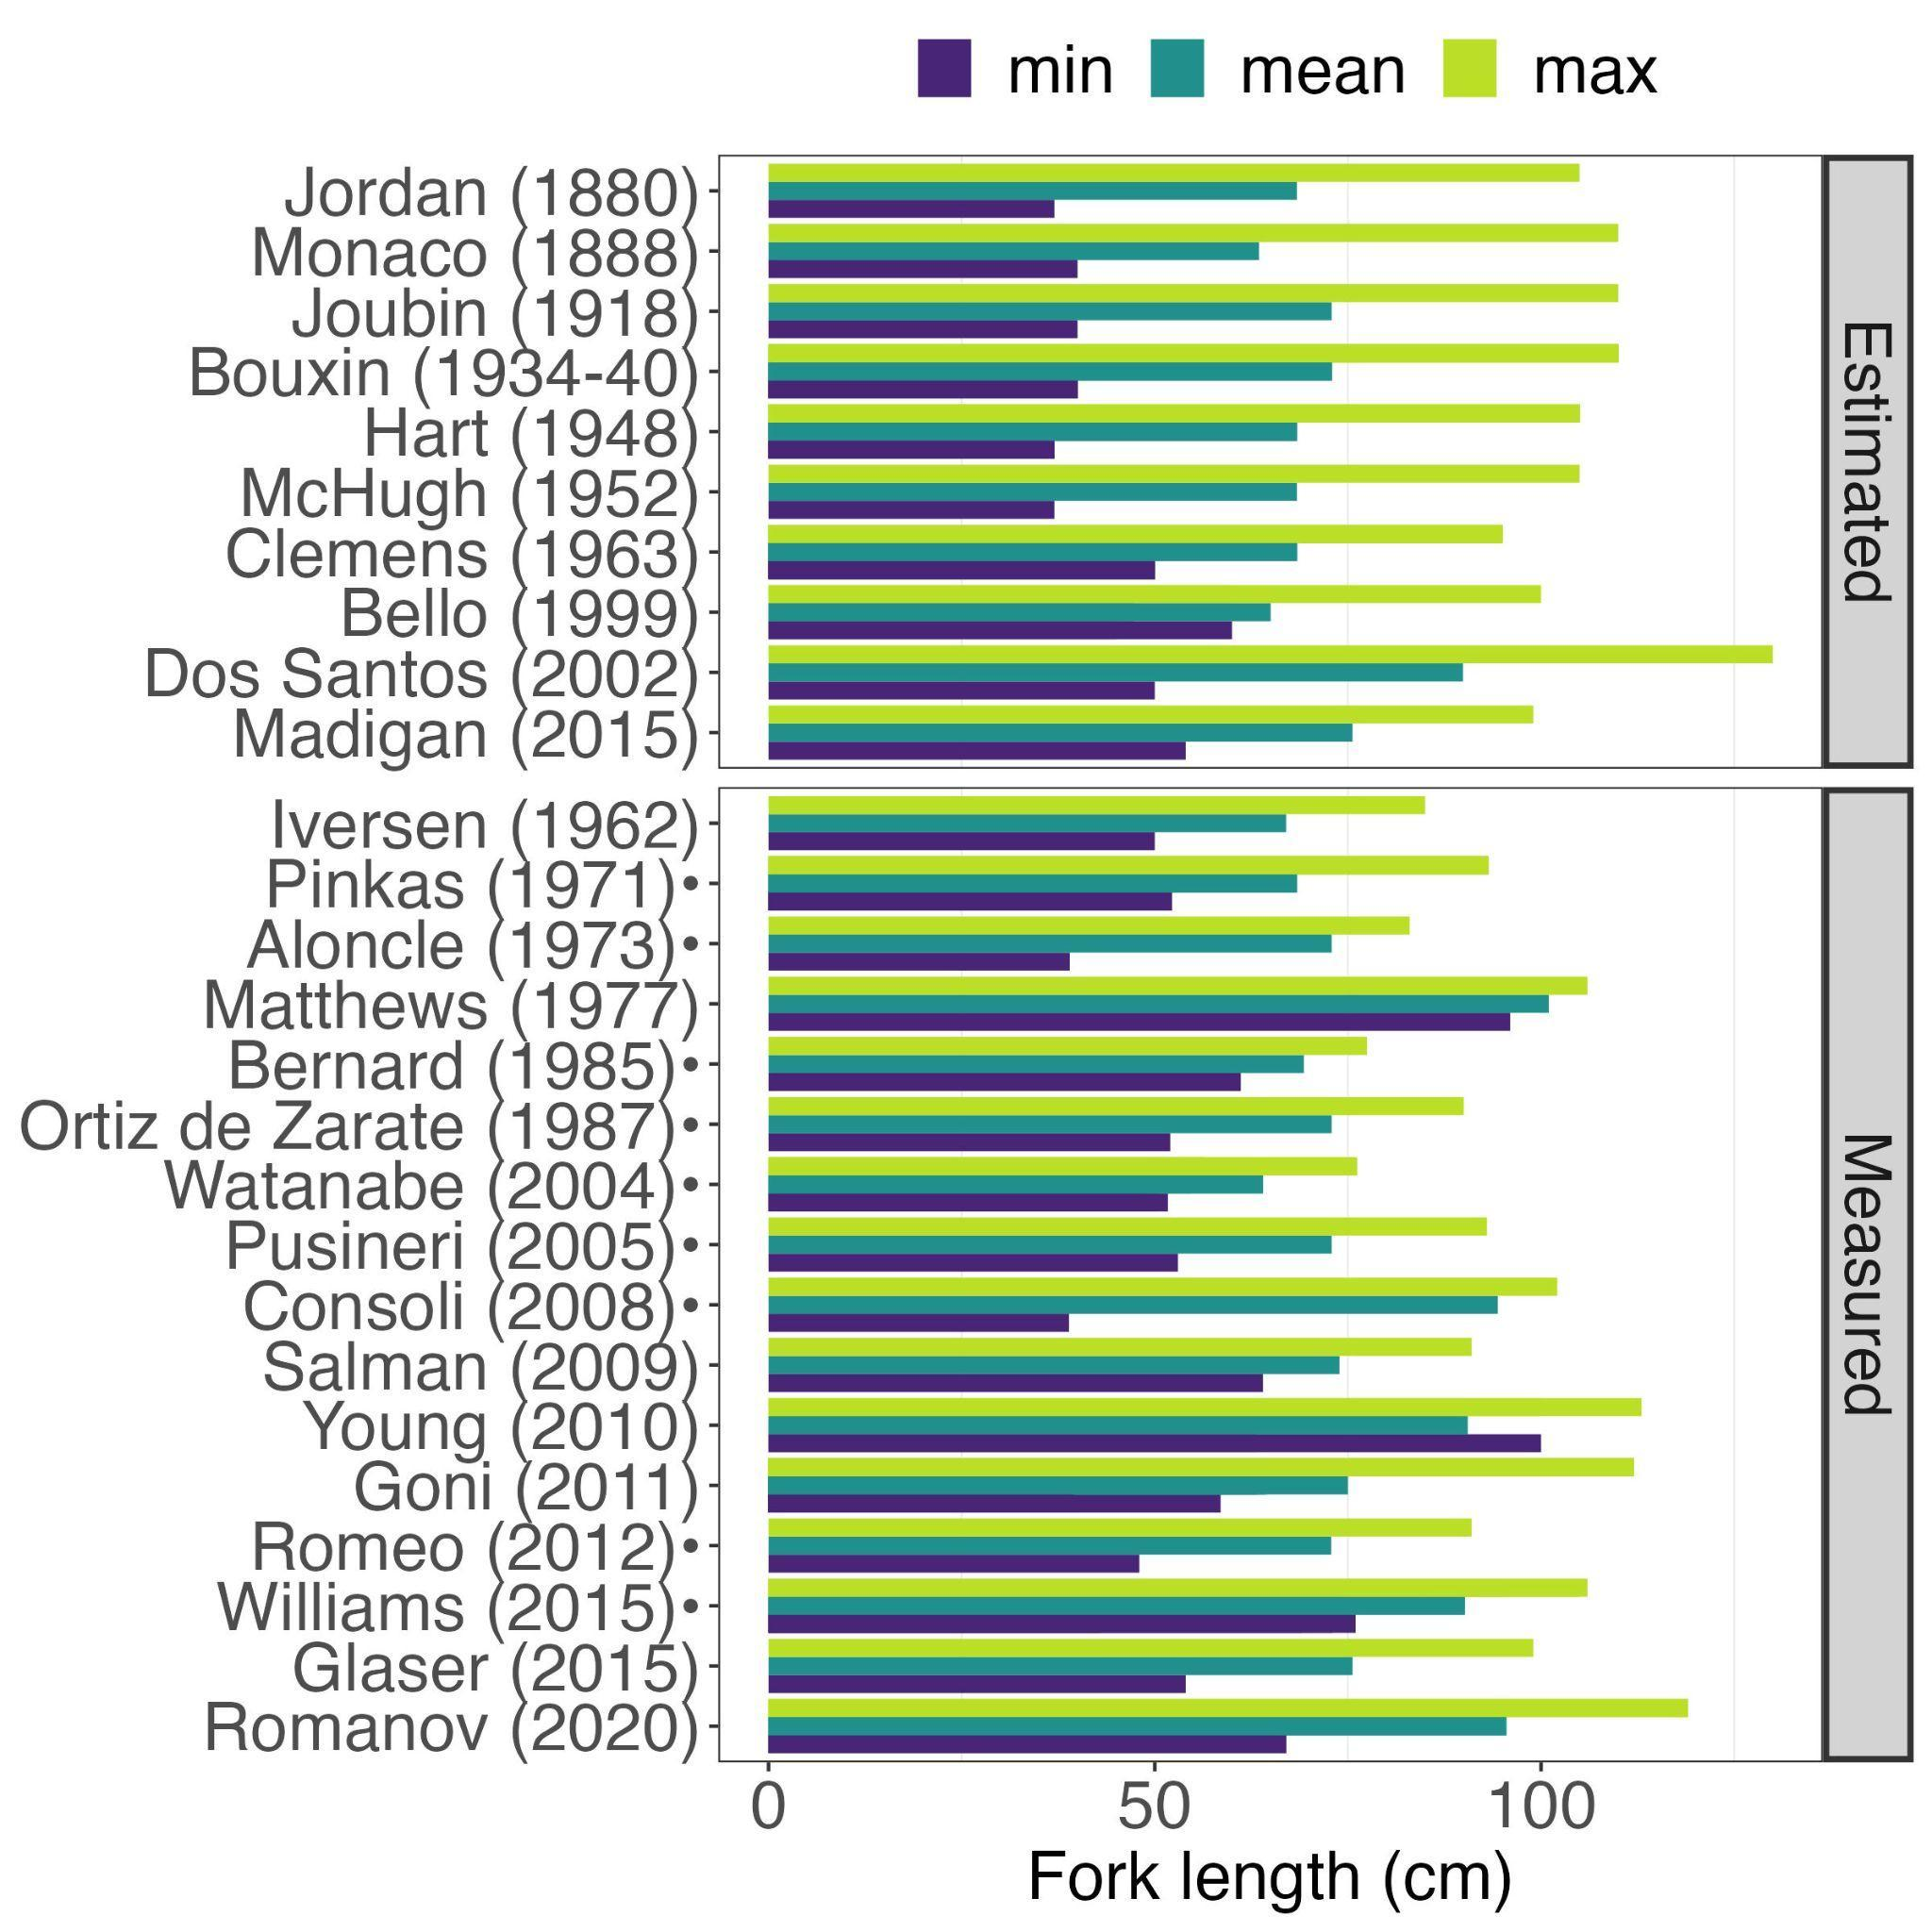 min mean max
Jordan (1880)
Monaco (1888)
Joubin (1918)
Bouxin (1934-40)
Hart (1948)
McHugh (1952)
Clemens (1963)
Bello (1999)
Dos Santos (2002)
Madigan (2015)
Estimated
Iversen (1962)
Pinkas (1971)•
Aloncle (1973)•
Matthews (1977)
Bernard (1985)•
Ortiz de Zarate (1987)•
Watanabe (2004)•
Pusineri (2005)•
Consoli (2008)•
Salman (2009)
Young (2010)
Goni (2011)
Romeo (2012)•
Williams (2015)•
Glaser (2015)
Romanov (2020)
Measured
0 50 100
Fork length (cm)